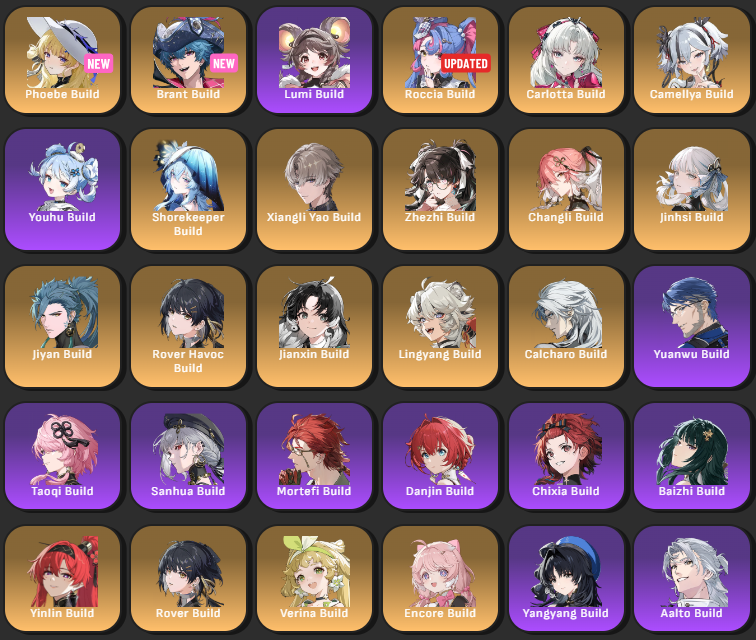 NEW
Phoebe Build
NEW
Brant Build
Lumi Build
UPDATED
Roccia Build
Carlotta Build
Camellya Build
Youhu Build
Shorekeeper
Build
Xiangli Yao Build
Zhezhi Build
Changli Build
Jinhsi Build
Jiyan Build
Rover Havoc
Build
Jianxin Build
Lingyang Build
Calcharo Build
Yuanwu Build
Taoqi Build
Sanhua Build
Mortefi Build
Danjin Build
Chixia Build
Baizhi Build
Yinlin Build
Rover Build
Verina Build
Encore Build
Yangyang Build
Aalto Build